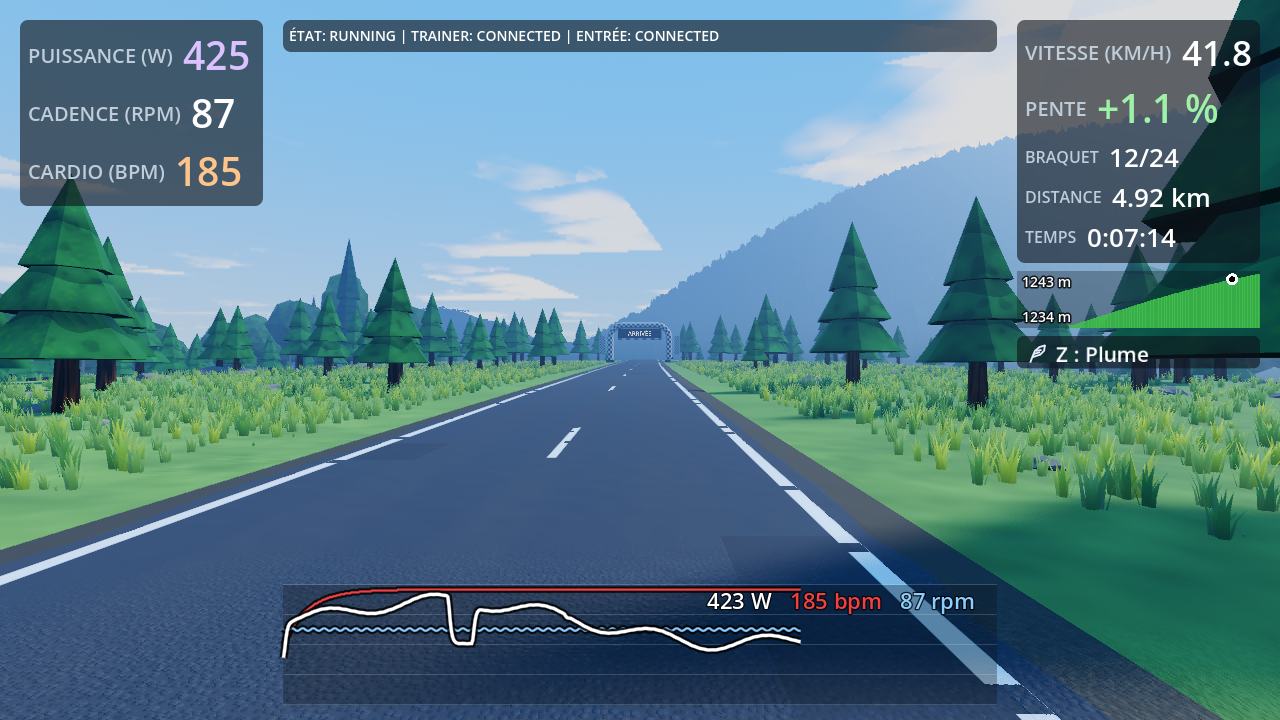 PUISSANCE (W) 425
CADENCE (RPM) 87
CARDIO (BPM) 185
ÉTAT: RUNNING | TRAINER: CONNECTED | ENTRÉE: CONNECTED
VITESSE (KM/H) 41.8
PENTE +1.1 %
BRAQUET 12/24
DISTANCE 4.92 km
TEMPS 0:07:14
1243 m
1234 m
Z : Plume
ARRIVÉE
423 W 185 bpm 87 rpm